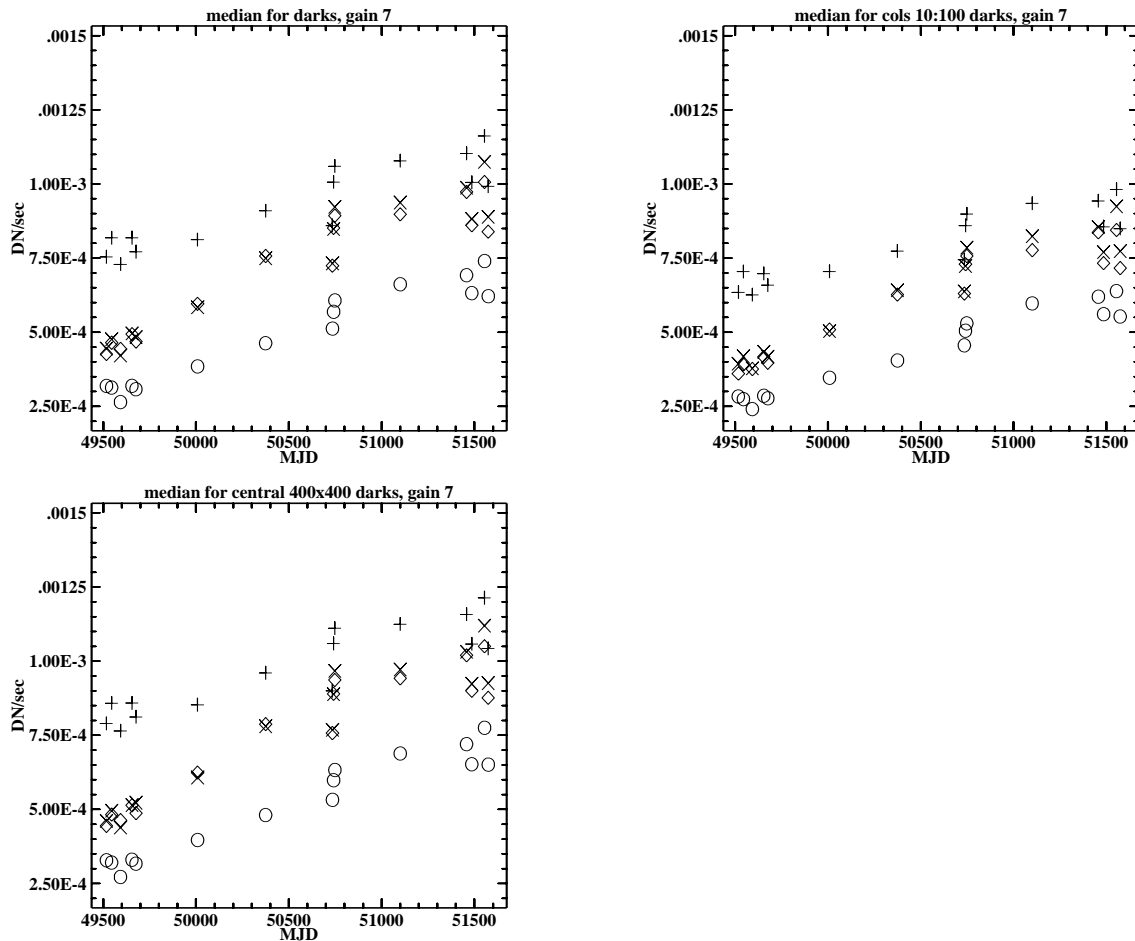 median for darks, gain 7
.0015
.00125
1.00E-3
7.50E-4
5.00E-4
2.50E-4
DN/sec
49500 50000 50500 51000 51500
MJD
median for cols 10:100 darks, gain 7
.0015
.00125
1.00E-3
7.50E-4
5.00E-4
2.50E-4
DN/sec
49500 50000 50500 51000 51500
MJD
median for central 400x400 darks, gain 7
.0015
.00125
1.00E-3
7.50E-4
5.00E-4
2.50E-4
DN/sec
49500 50000 50500 51000 51500
MJD